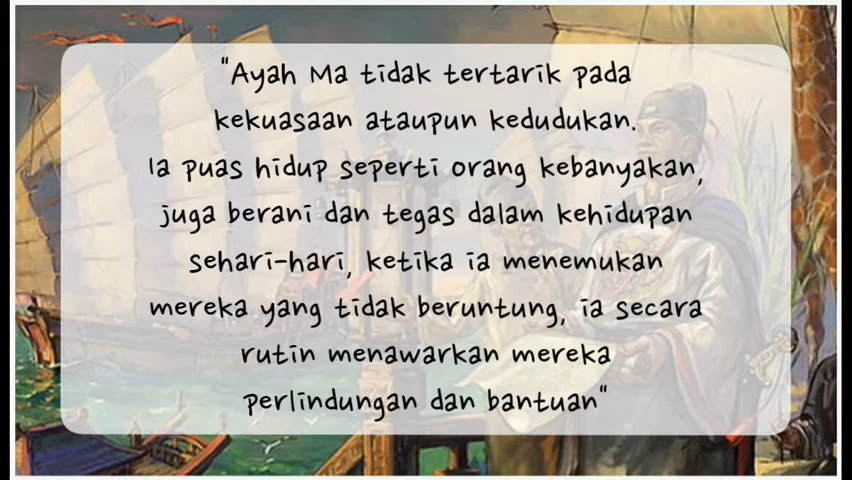 "Ayah Ma tidak tertarik pada
kekuasaan ataupun kedudukan.
Ia puas hidup seperti orang kebanyakan,
juga berani dan tegas dalam kehidupan
sehari-hari, ketika ia menemukan
mereka yang tidak beruntung, ia secara
rutin menawarkan mereka
perlindungan dan bantuan"